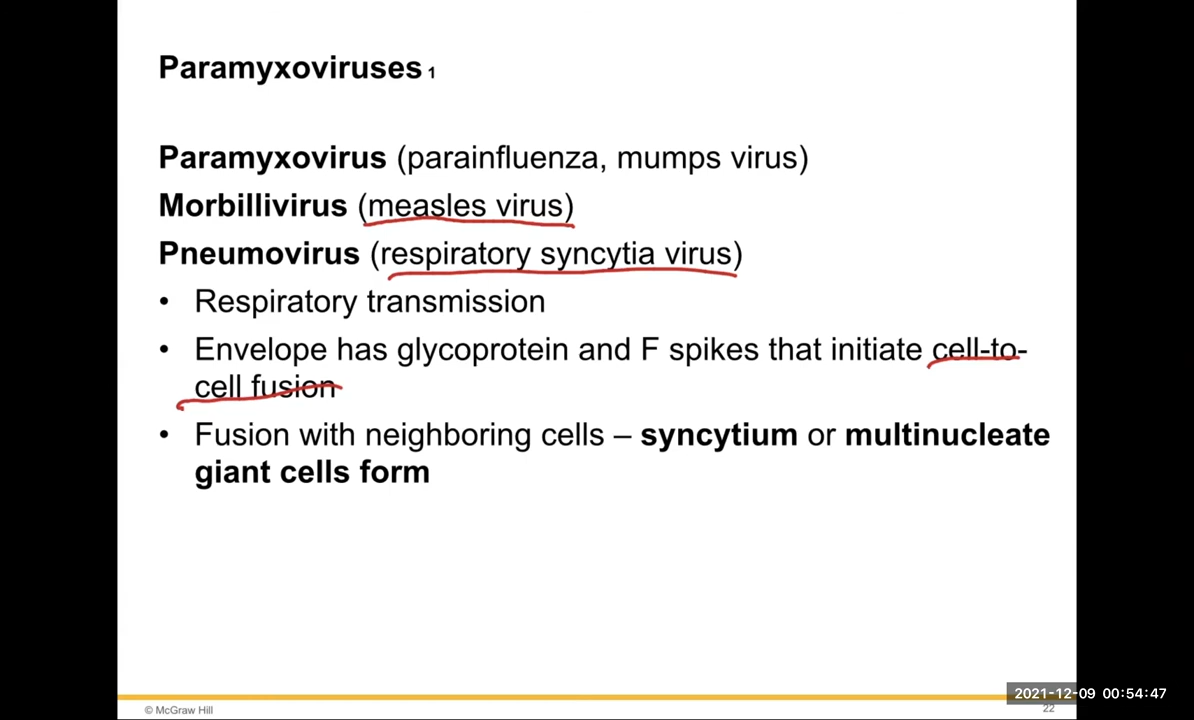 Paramyxoviruses 1
Paramyxovirus (parainfluenza, mumps virus)
Morbillivirus (measles virus)
Pneumovirus (respiratory syncytia virus)
• Respiratory transmission
• Envelope has glycoprotein and F spikes that initiate cell-to-
cell fusion
• Fusion with neighboring cells – syncytium or multinucleate
giant cells form
2021-12-09 00:54:47
© McGraw Hill
22